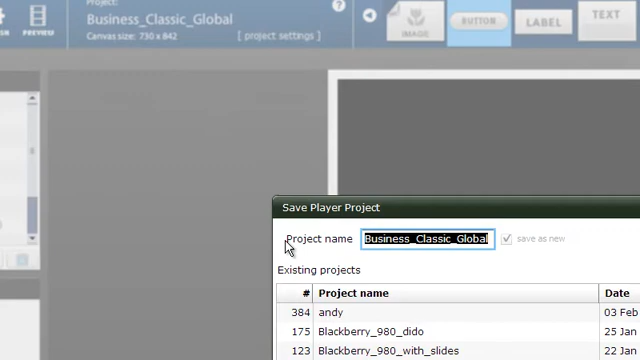 Project:
Business_Classic_Global
Canvas size: 730 x 842
[ project settings ]
PREVIEW
IMAGE
BUTTON
LABEL
TEXT
Save Player Project
Project name
Business_Classic_Global
save as new
Existing projects
# Project name Date
384 andy 03 Feb
175 Blackberry_980_dido 25 Jan
123 Blackberry_980_with_slides 22 Jan